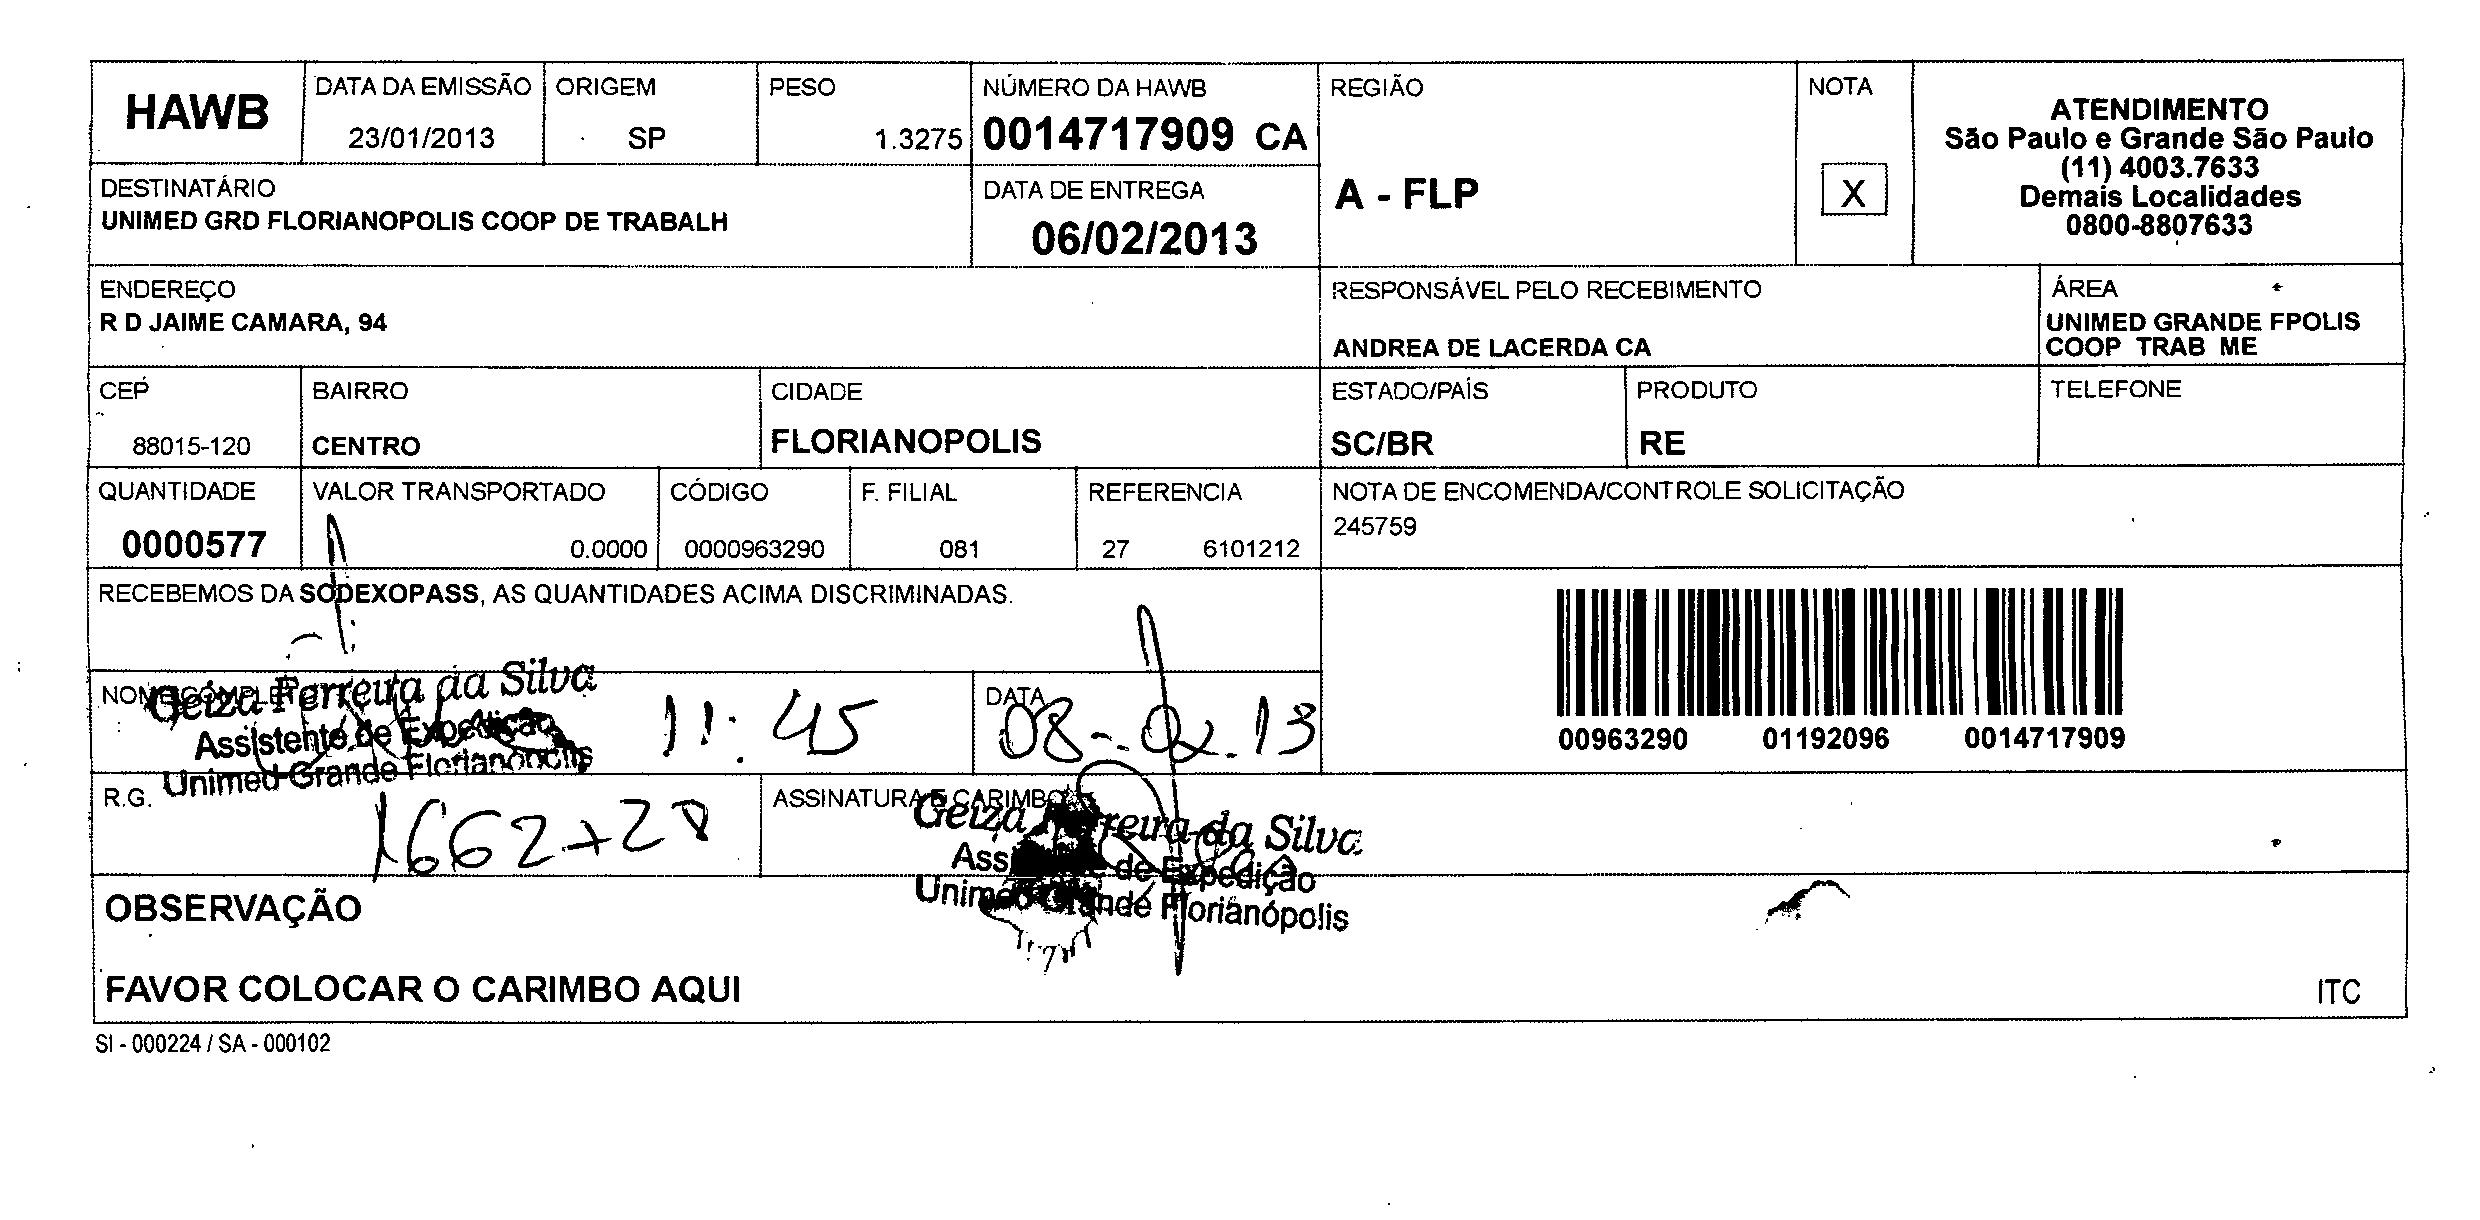 HAWB
DATA DA EMISSÃO
23/01/2013
ORIGEM
SP
PESO
1.3275
NÚMERO DA HAWB
0014717909 CA
REGIÃO
A - FLP
NOTA
X
ATENDIMENTO
São Paulo e Grande São Paulo
(11) 4003.7633
Demais Localidades
0800-8807633
DESTINATÁRIO
UNIMED GRD FLORIANOPOLIS COOP DE TRABALH
DATA DE ENTREGA
06/02/2013
ENDEREÇO
R D JAIME CAMARA, 94
RESPONSÁVEL PELO RECEBIMENTO
ANDREA DE LACERDA CA
ÁREA
UNIMED GRANDE FPOLIS
COOP TRAB ME
CEP
88015-120
BAIRRO
CENTRO
CIDADE
FLORIANOPOLIS
ESTADO/PAÍS
SC/BR
PRODUTO
RE
TELEFONE
QUANTIDADE
0000577
VALOR TRANSPORTADO
0.0000
CÓDIGO
0000963290
F. FILIAL
081
REFERENCIA
27 6101212
NOTA DE ENCOMENDA/CONTROLE SOLICITAÇÃO
245759
RECEBEMOS DA SODEXOPASS, AS QUANTIDADES ACIMA DISCRIMINADAS.
NOME COMPLETO
Geiza Ferreira da Silva
Assistente de Expedição
Unimed Grande Florianópolis
11:45
DATA
08-02.13
00963290 01192096 0014717909
R.G.
ASSINATURA E CARIMBO
Geiza Ferreira da Silva
Assistente de Expedição
Unimed Grande Florianópolis
OBSERVAÇÃO
FAVOR COLOCAR O CARIMBO AQUI
ITC
SI - 000224 / SA - 000102